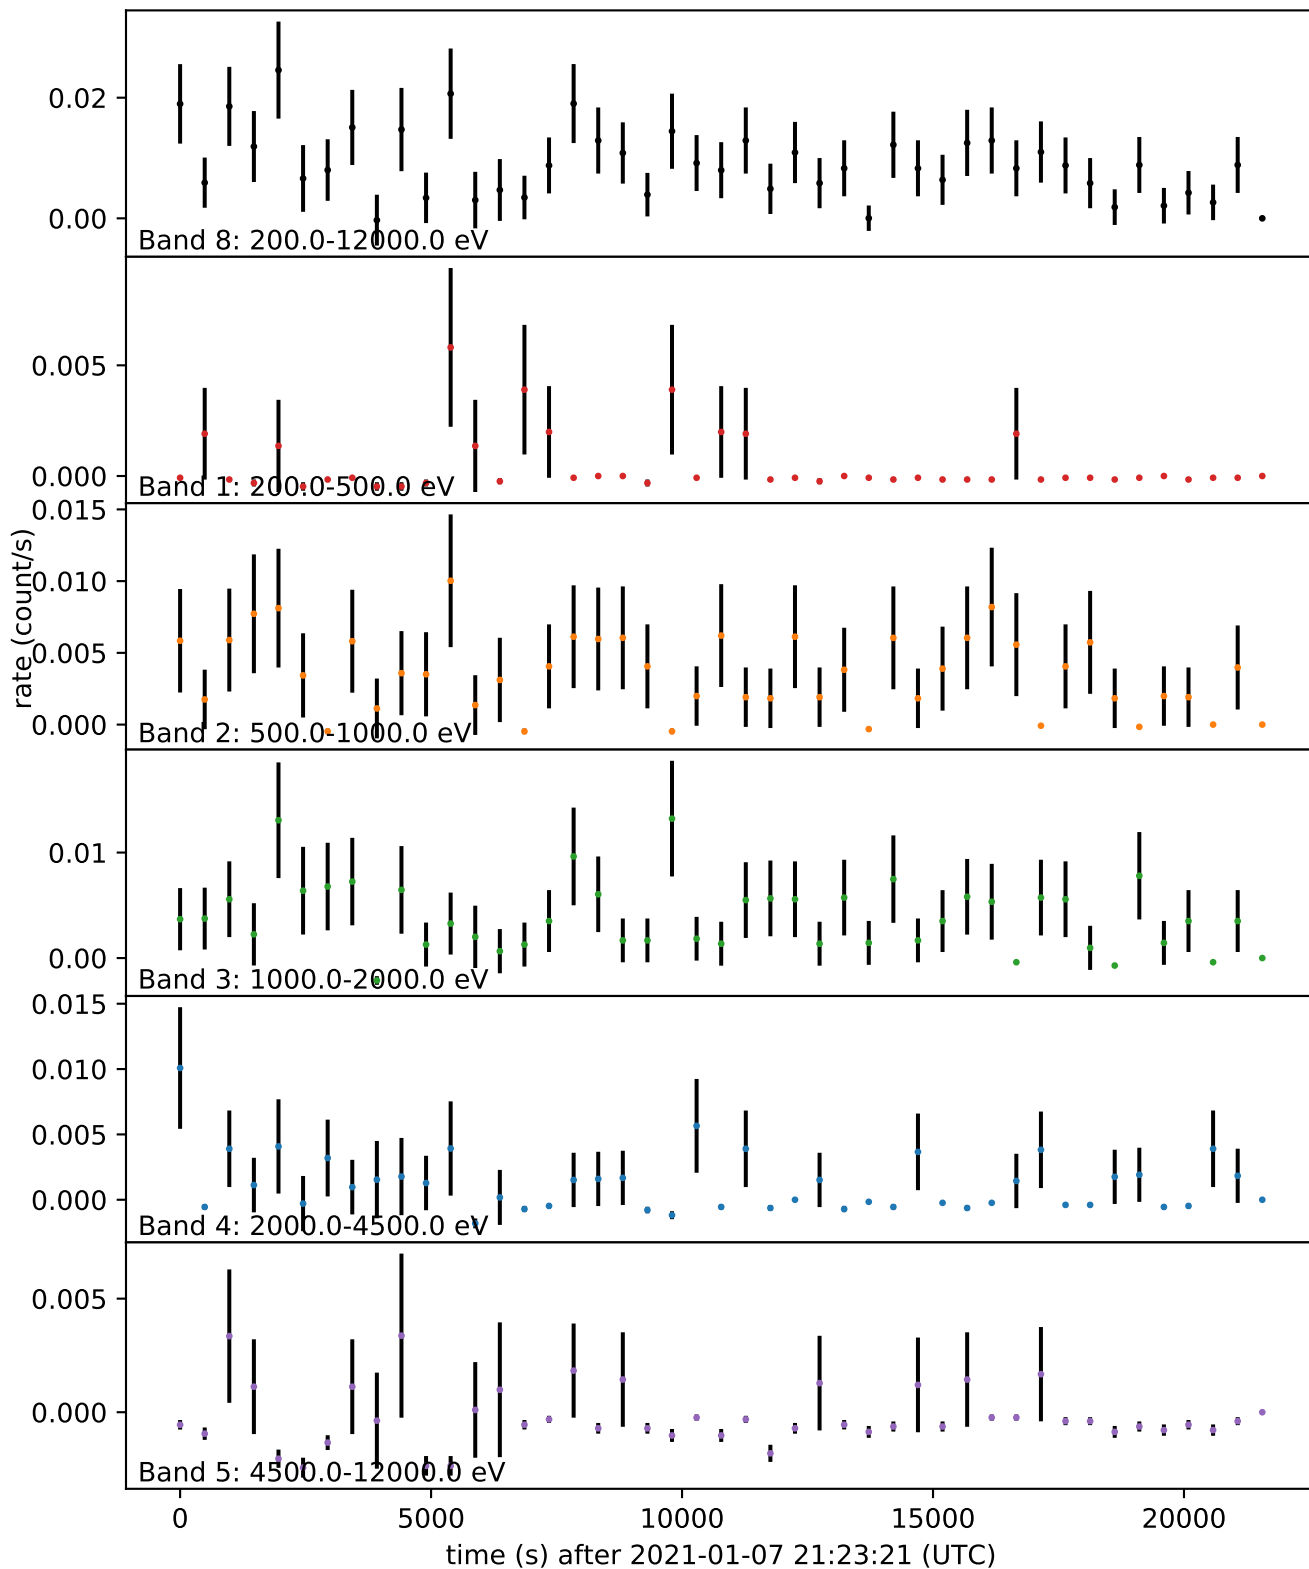 0.02
0.00
Band 8: 200.0-12000.0 eV
0.005
0.000
Band 1: 200.0-500.0 eV
rate (count/s)
0.015
0.010
0.005
0.000
Band 2: 500.0-1000.0 eV
0.01
0.00
Band 3: 1000.0-2000.0 eV
0.015
0.010
0.005
0.000
Band 4: 2000.0-4500.0 eV
0.005
0.000
Band 5: 4500.0-12000.0 eV
0 5000 10000 15000 20000
time (s) after 2021-01-07 21:23:21 (UTC)